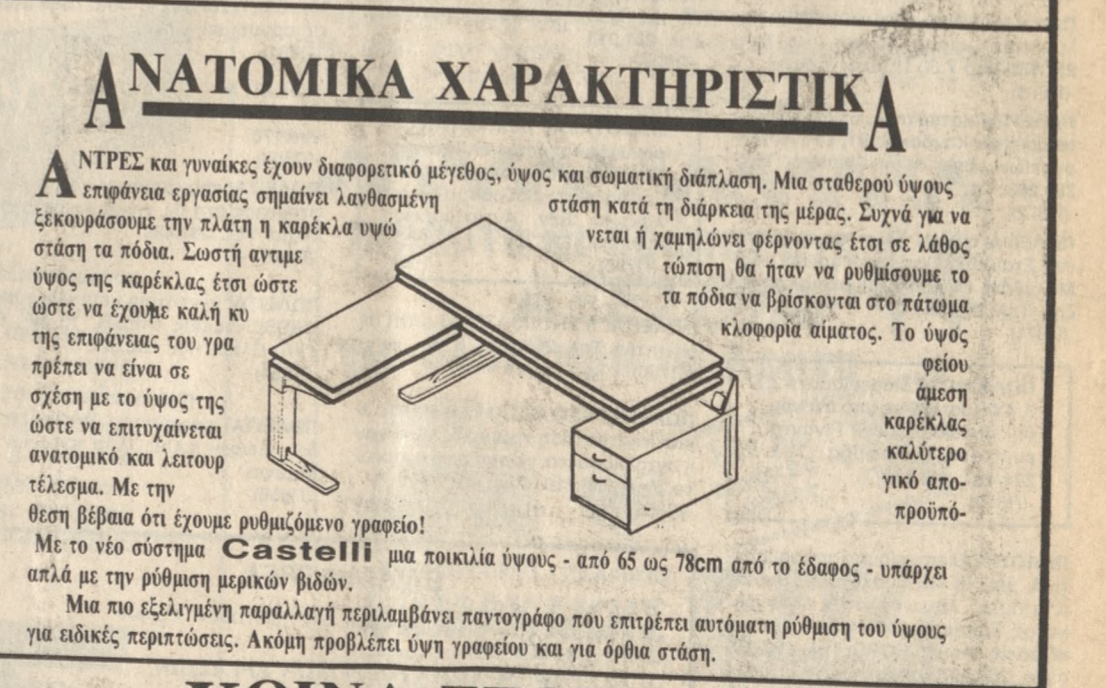 ΑΝΑΤΟΜΙΚΑ ΧΑΡΑΚΤΗΡΙΣΤΙΚΑ
ΑΝΤΡΕΣ και γυναίκες έχουν διαφορετικό μέγεθος, ύψος και σωματική διάπλαση. Μια σταθερού ύψους
επιφάνεια εργασίας σημαίνει λανθασμένη στάση κατά τη διάρκεια της μέρας. Συχνά για να
ξεκουράσουμε την πλάτη η καρέκλα υψώ νεται ή χαμηλώνει φέρνοντας έτσι σε λάθος
στάση τα πόδια. Σωστή αντιμε τώπιση θα ήταν να ρυθμίσουμε το
ύψος της καρέκλας έτσι ώστε τα πόδια να βρίσκονται στο πάτωμα
ώστε να έχουμε καλή κυ κλοφορία αίματος. Το ύψος
της επιφάνειας του γρα φείου
πρέπει να είναι σε άμεση
σχέση με το ύψος της καρέκλας
ώστε να επιτυχαίνεται καλύτερο
ανατομικό και λειτουρ γικό απο-
τέλεσμα. Με την προϋπό-
θεση βέβαια ότι έχουμε ρυθμιζόμενο γραφείο!
Με το νέο σύστημα Castelli μια ποικιλία ύψους - από 65 ως 78cm από το έδαφος - υπάρχει
απλά με την ρύθμιση μερικών βιδών.
Μια πιο εξελιγμένη παραλλαγή περιλαμβάνει παντογράφο που επιτρέπει αυτόματη ρύθμιση του ύψους
για ειδικές περιπτώσεις. Ακόμη προβλέπει ύψη γραφείου και για όρθια στάση.